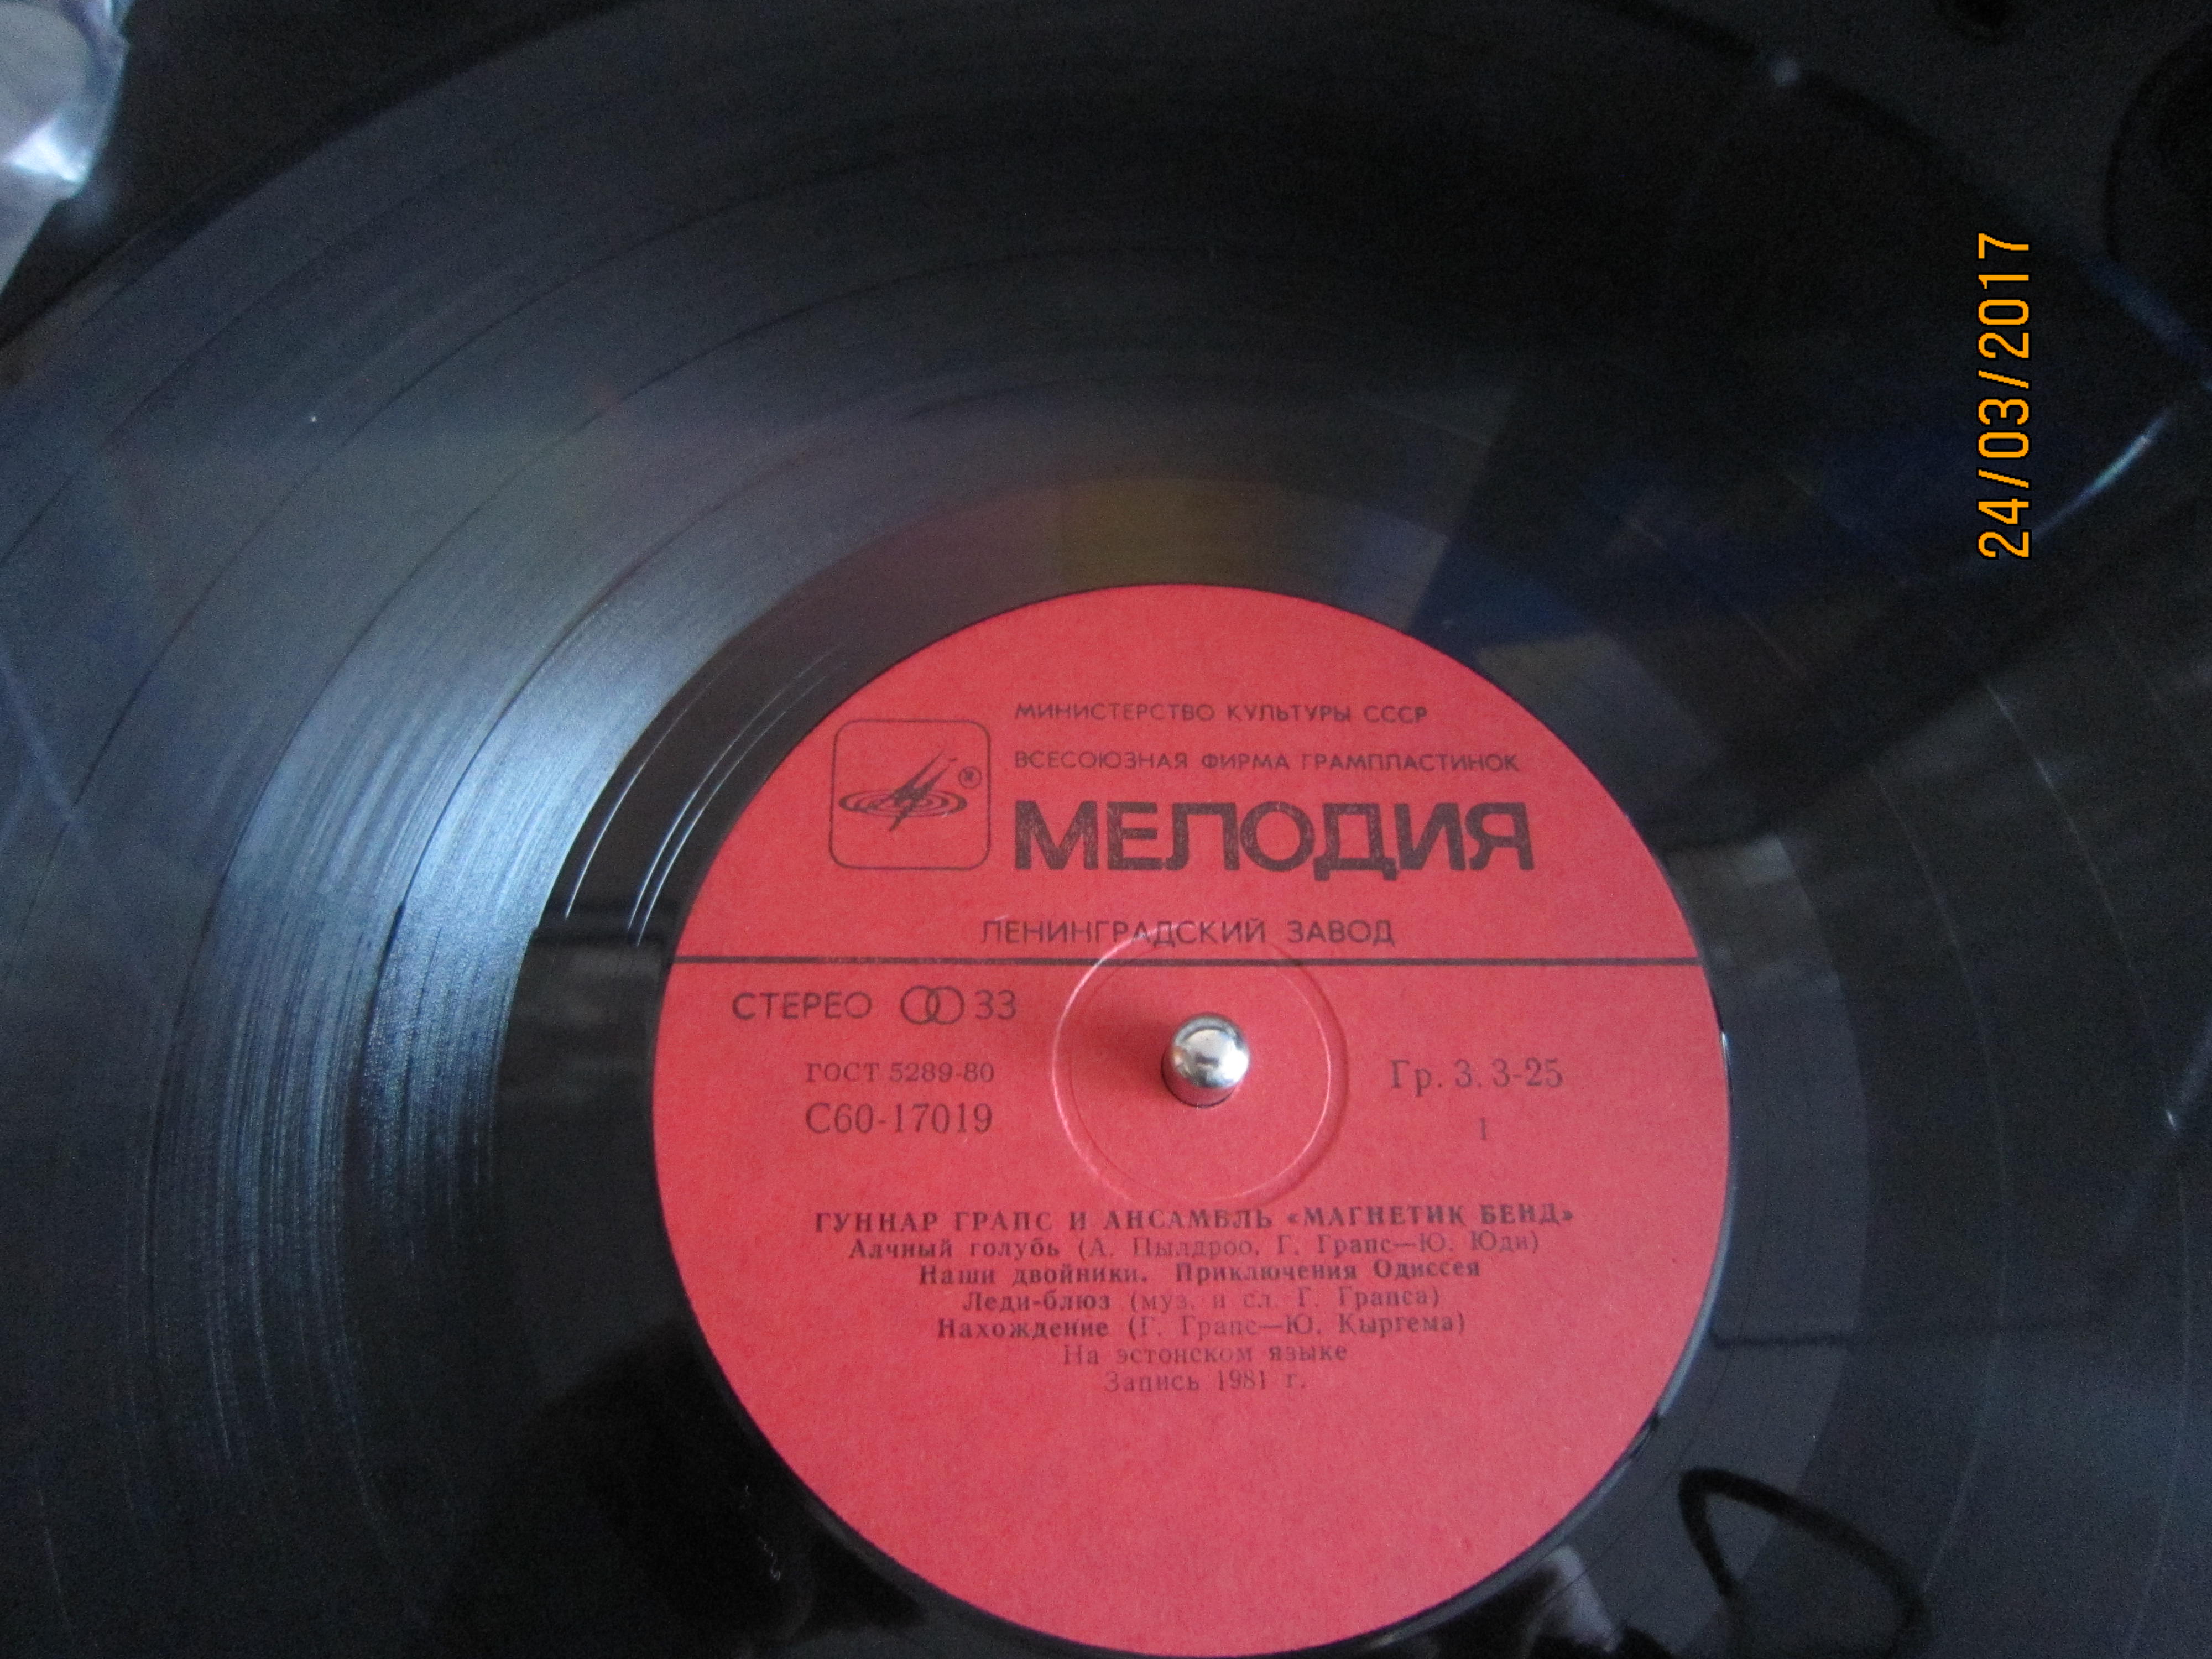 МИНИСТЕРСТВО КУЛЬТУРЫ СССР
ВСЕСОЮЗНАЯ ФИРМА ГРАМПЛАСТИНОК
МЕЛОДИЯ
ЛЕНИНГРАДСКИЙ ЗАВОД
СТЕРЕО 33
ГОСТ 5289-80
С60-17019
Гр. 3. 3-25
1
ГУННАР ГРАПС И АНСАМБЛЬ «МАГНЕТИК БЕНД»
Алчный голубь (А. Пылдроо, Г. Грапс—Ю. Юди)
Наши двойники. Приключения Одиссея
Леди-блюз (муз. и сл. Г. Грапса)
Нахождение (Г. Грапс—Ю. Кыргема)
На эстонском языке
Запись 1981 г.
24/03/2017